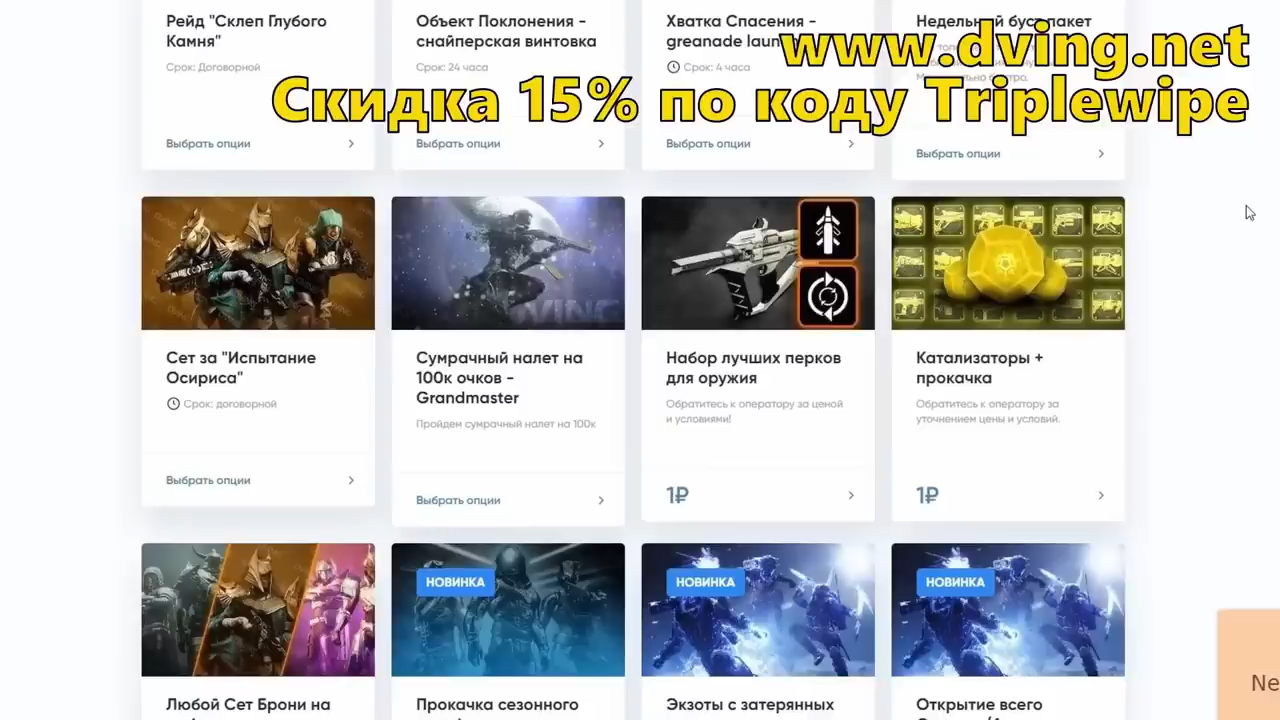 Рейд "Склеп Глубого
Камня"
Срок: Договорной
Выбрать опции
Объект Поклонения -
снайперская винтовка
Срок: 24 часа
Выбрать опции
Хватка Спасения -
greanade
Срок: 4 часа
Выбрать опции
Недельный буст пакет
Выбрать опции
www.dving.net
Скидка 15% по коду Triplewipe
Сет за "Испытание
Осириса"
Срок: договорной
Выбрать опции
Сумрачный налет на
100к очков -
Grandmaster
Пройдем сумрачный налет на 100к
Выбрать опции
Набор лучших перков
для оружия
Обратитесь к оператору за ценой
и условиями!
1₽
Катализаторы +
прокачка
Обратитесь к оператору за
уточнением цены и условий.
1₽
Любой Сет Брони на
НОВИНКА
Прокачка сезонного
НОВИНКА
Экзоты с затерянных
НОВИНКА
Открытие всего
Ne